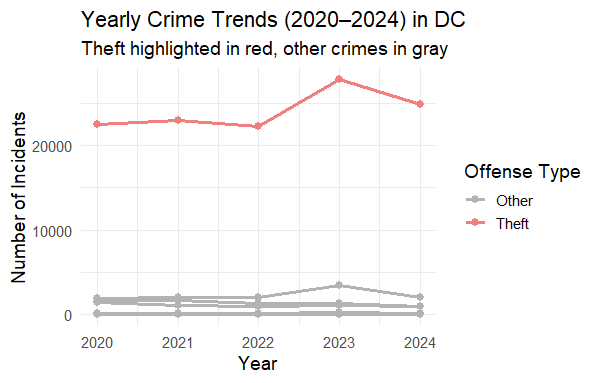 Yearly Crime Trends (2020–2024) in DC
Theft highlighted in red, other crimes in gray
Number of Incidents
20000
10000
0
2020 2021 2022 2023 2024
Year
Offense Type
Other
Theft